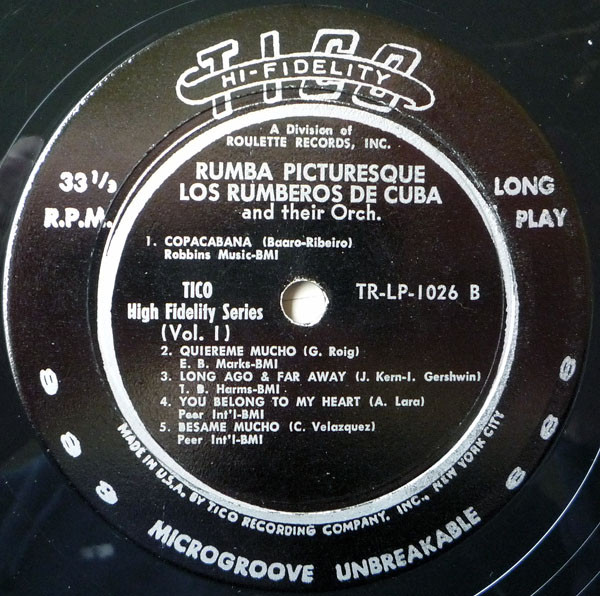 TICO
HI-FIDELITY
A Division of
ROULETTE RECORDS, INC.
RUMBA PICTURESQUE
LOS RUMBEROS DE CUBA
and their Orch.
33 1/3
R.P.M.
LONG
PLAY
1. COPACABANA (Baaro-Ribeiro)
Robbins Music-BMI
TICO
High Fidelity Series
(Vol. 1)
TR-LP-1026 B
2. QUIEREME MUCHO (G. Roig)
E. B. Marks-BMI
3. LONG AGO & FAR AWAY (J. Kern-I. Gershwin)
T. B. Harms-BMI
4. YOU BELONG TO MY HEART (A. Lara)
Peer Int'l-BMI
5. BESAME MUCHO (C. Velazquez)
Peer Int'l-BMI
MADE IN U.S.A. BY TICO RECORDING COMPANY, INC., NEW YORK CITY
MICROGROOVE UNBREAKABLE